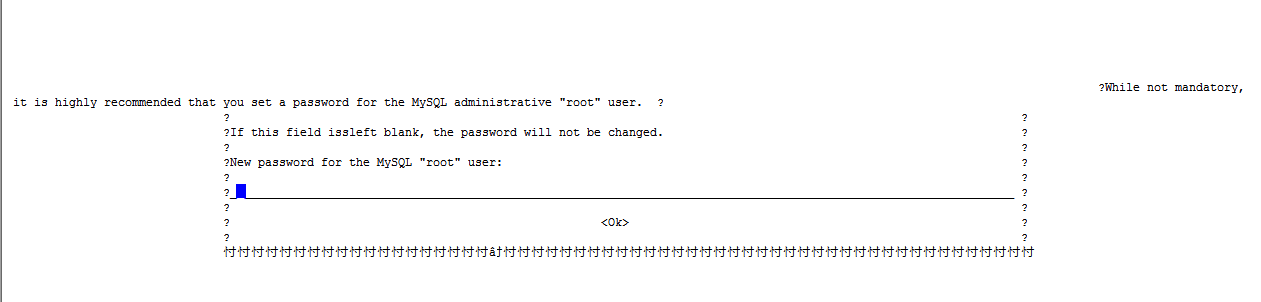 ?While not mandatory,
it is highly recommended that you set a password for the MySQL administrative "root" user. ?
? ?
?If this field issleft blank, the password will not be changed. ?
? ?
?New password for the MySQL "root" user: ?
? ?
?_ ?
? ?
? <Ok> ?
? ?